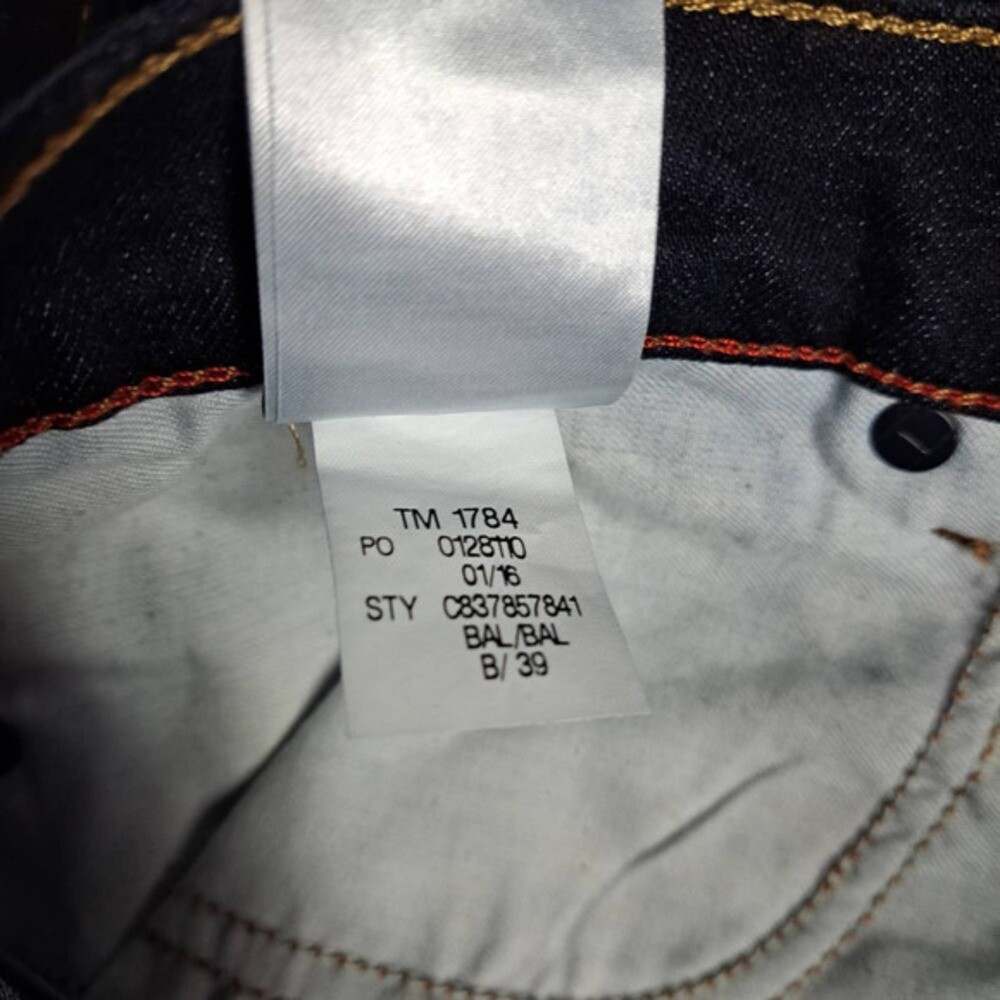 TM 1784
PO 0128110
01/16
STY C837857841
BAL/BAL
B/ 39